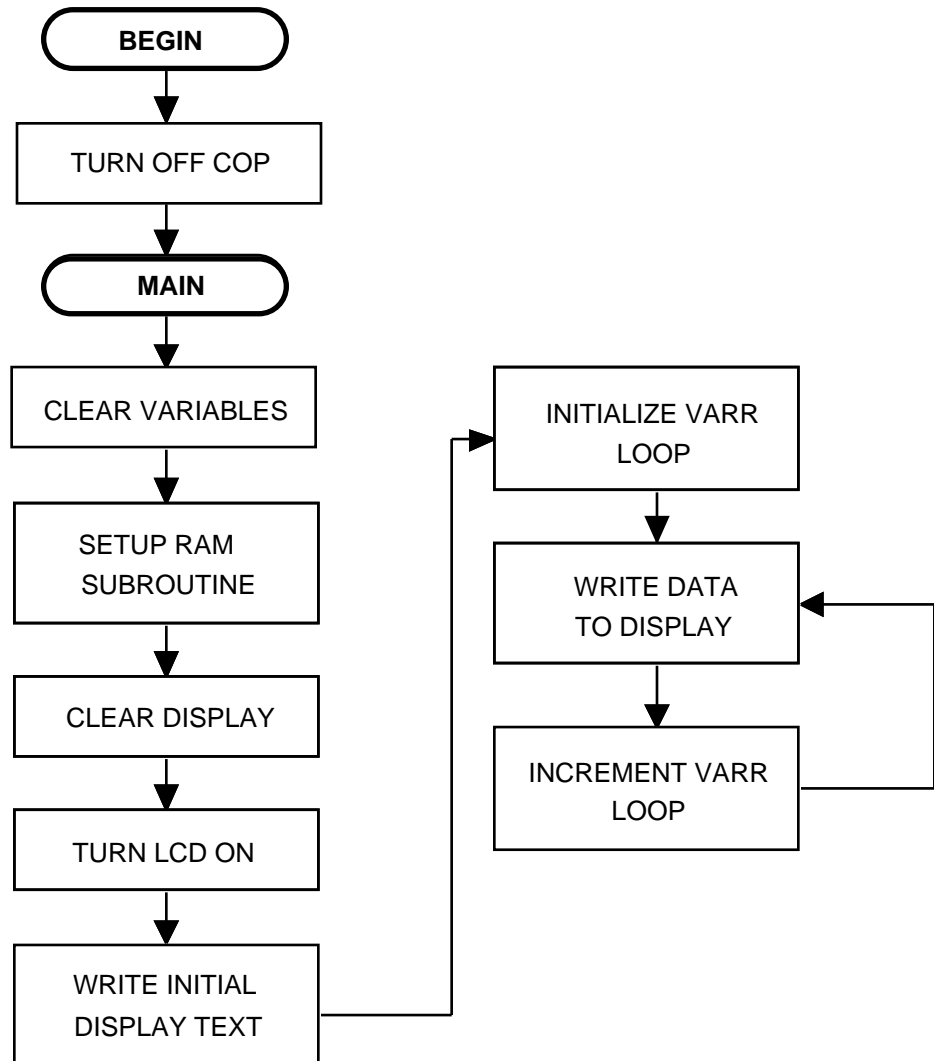 BEGIN
TURN OFF COP
MAIN
CLEAR VARIABLES
SETUP RAM
SUBROUTINE
CLEAR DISPLAY
TURN LCD ON
WRITE INITIAL
DISPLAY TEXT
INITIALIZE VARR
LOOP
WRITE DATA
TO DISPLAY
INCREMENT VARR
LOOP